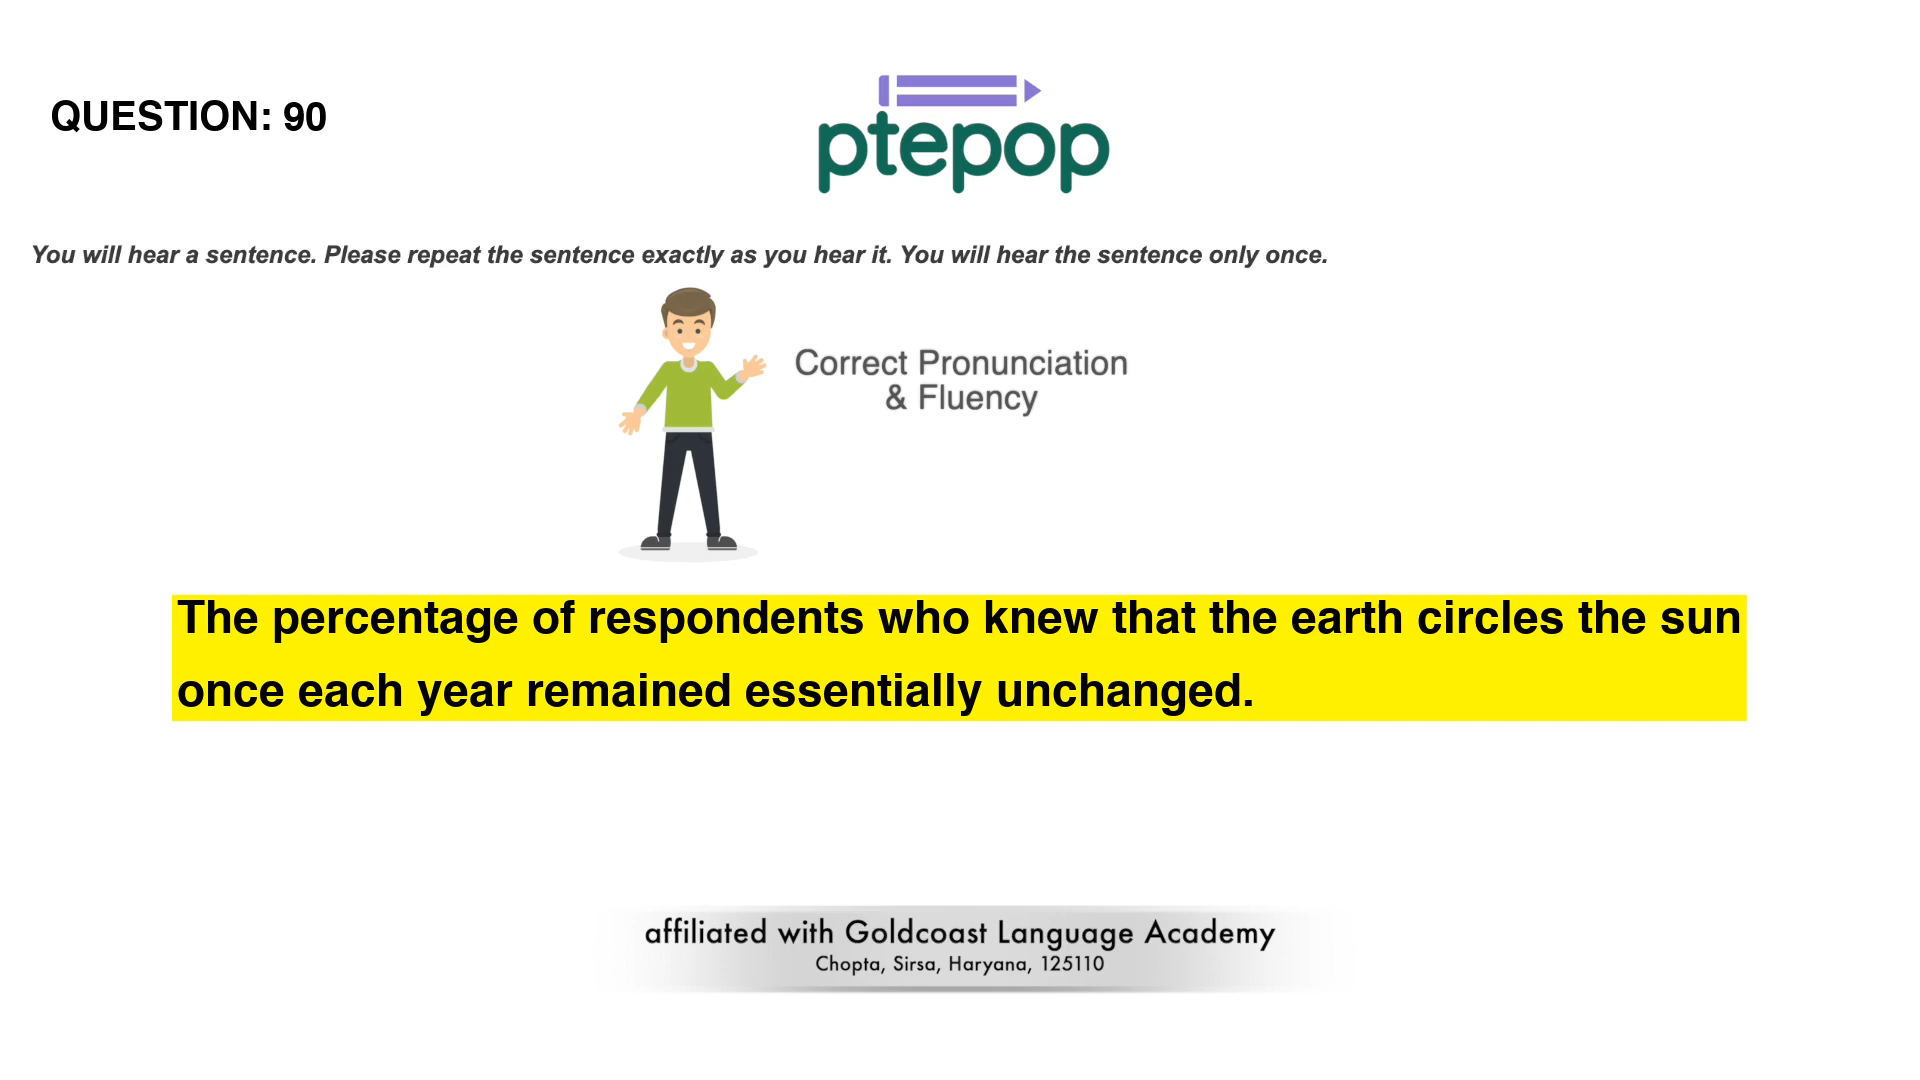 QUESTION: 90
ptepop
You will hear a sentence. Please repeat the sentence exactly as you hear it. You will hear the sentence only once.
Correct Pronunciation
& Fluency
The percentage of respondents who knew that the earth circles the sun
once each year remained essentially unchanged.
affiliated with Goldcoast Language Academy
Chopta, Sirsa, Haryana, 125110